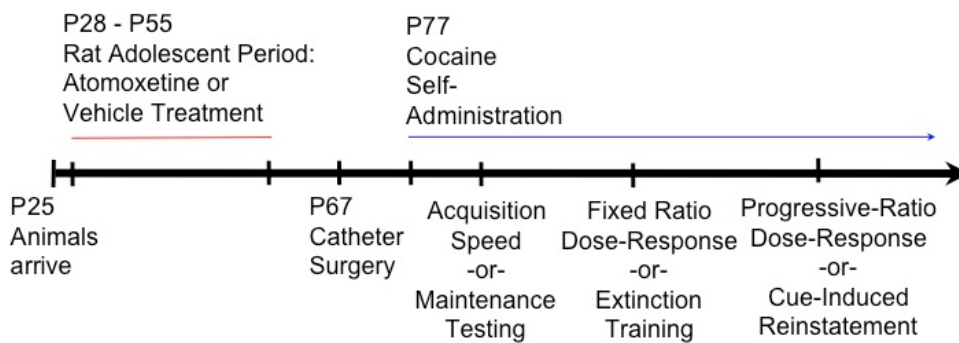 P28 - P55
Rat Adolescent Period:
Atomoxetine or
Vehicle Treatment
P77
Cocaine
Self-
Administration
P25
Animals
arrive
P67
Catheter
Surgery
Acquisition
Speed
-or-
Maintenance
Testing
Fixed Ratio
Dose-Response
-or-
Extinction
Training
Progressive-Ratio
Dose-Response
-or-
Cue-Induced
Reinstatement